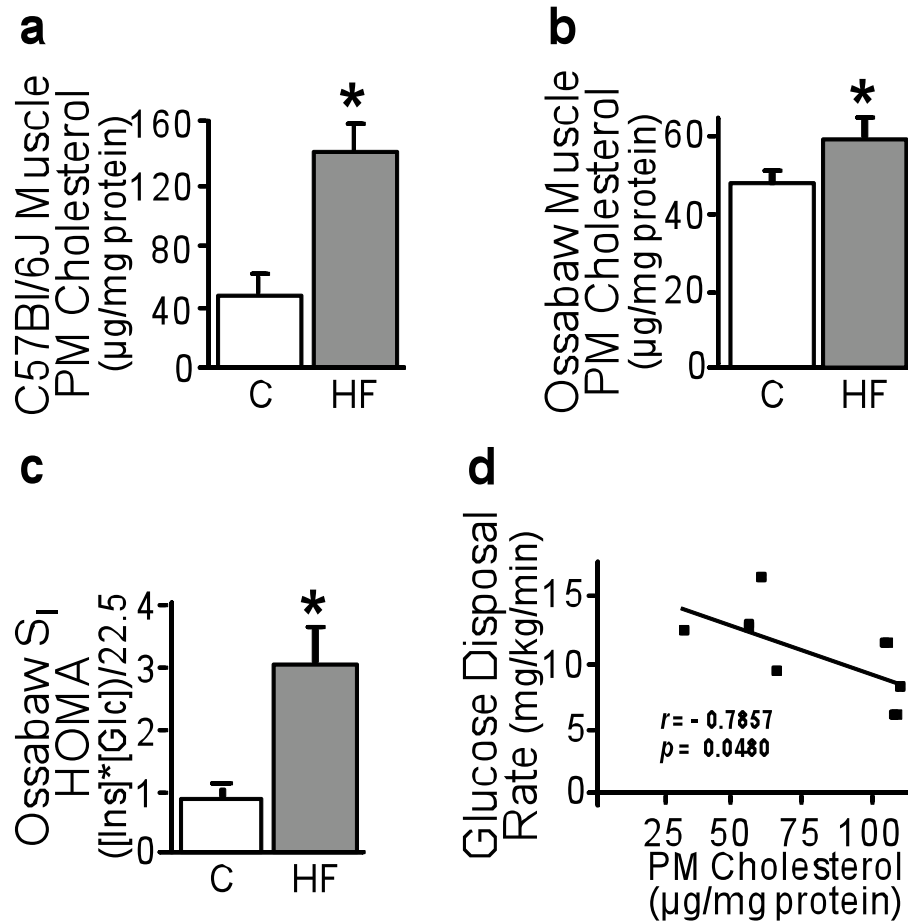 a
C57Bl/6J Muscle
PM Cholesterol
(µg/mg protein)
160
120
80
40
0
*
C HF
b
Ossabaw Muscle
PM Cholesterol
(µg/mg protein)
60
40
20
0
*
C HF
c
Ossabaw SI
HOMA
([Ins]*[Glc])/22.5
4
3
2
1
0
*
C HF
d
Glucose Disposal
Rate (mg/kg/min)
15
10
5
0
r = - 0.7857
p = 0.0480
25 50 75 100
PM Cholesterol
(µg/mg protein)